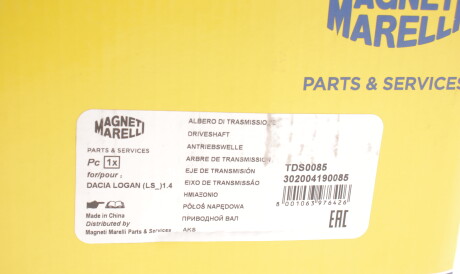 MAGNETI
MARELLI
PARTS & SERVICES
MAGNETI
MARELLI
PARTS & SERVICES
Pc 1x
for/pour :
DACIA LOGAN (LS_)1.4
Made in China
Distributed by
Magneti Marelli Parts & Services
ALBERO DI TRASMISSIONE
DRIVESHAFT
ANTRIEBSWELLE
ARBRE DE TRANSMISSION
EJE DE TRANSMISIÓN
EIXO DE TRANSMISSÃO
ΗΜΙΑΞΟΝΙΟ
PÓŁOŚ NAPĘDOWA
ПРИВОДНОЙ ВАЛ
AKS
TDS0085
302004190085
8 001063 976426
EAC